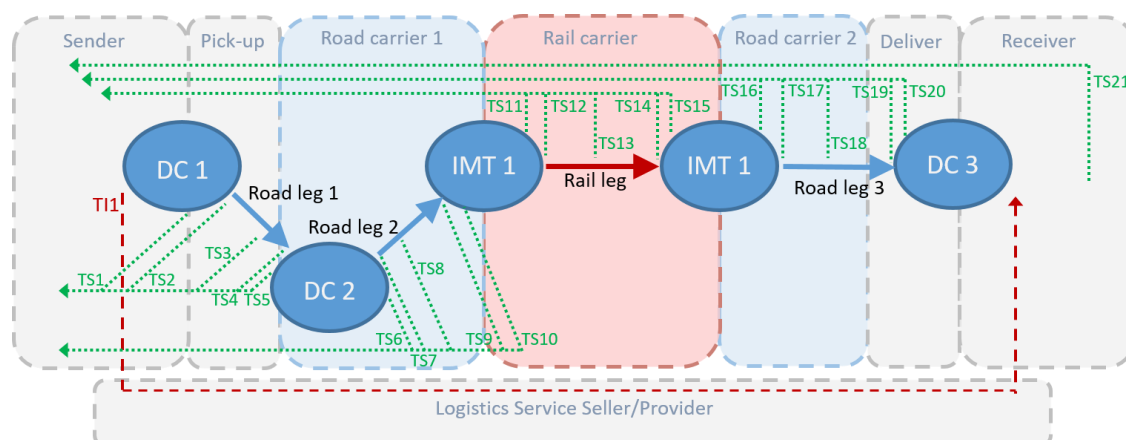 Sender
Pick-up
Road carrier 1
Rail carrier
Road carrier 2
Deliver
Receiver
TS11
TS12
TS14
TS15
TS16
TS17
TS19
TS20
TS21
TS13
TS18
DC 1
IMT 1
IMT 1
DC 3
Rail leg
Road leg 3
Road leg 1
TI1
Road leg 2
TS3
TS8
TS1
TS2
TS4
TS5
DC 2
TS6
TS7
TS9
TS10
Logistics Service Seller/Provider